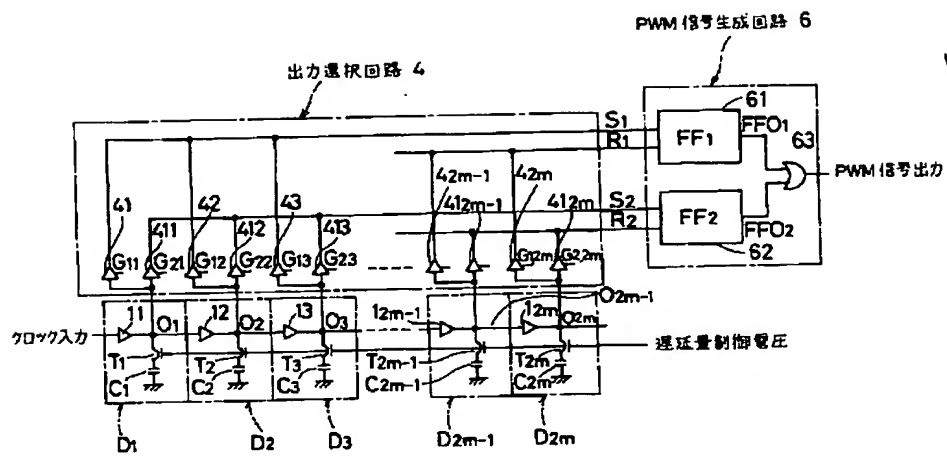 PWM 信号生成回路 6
出力選択回路 4
61
S1
R1
FF1
FFO1
63
PWM 信号出力
S2
R2
FF2
FFO2
62
41
411
42
412
43
413
42m-1
412m-1
42m
412m
G11
G21
G12
G22
G13
G23
G12m
G22m
クロック入力
11
O1
12
O2
13
O3
12m-1
O2m-1
12m
O2m
遅延量制御電圧
T1
T2
T3
T2m-1
T2m
C1
C2
C3
C2m-1
C2m
D1
D2
D3
D2m-1
D2m